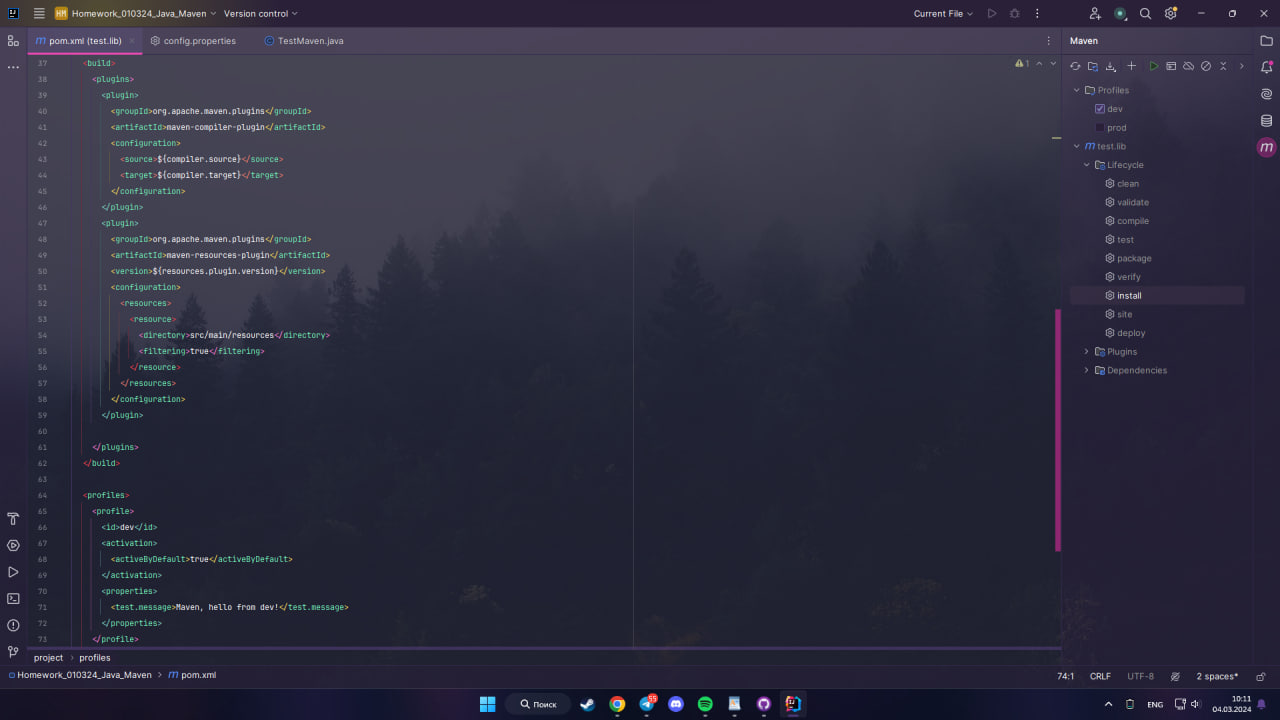 HM Homework_010324_Java_Maven Version control Current File
pom.xml (test.lib) config.properties TestMaven.java Maven
37 <build>
38 <plugins>
39 <plugin>
40 <groupId>org.apache.maven.plugins</groupId>
41 <artifactId>maven-compiler-plugin</artifactId>
42 <configuration>
43 <source>${compiler.source}</source>
44 <target>${compiler.target}</target>
45 </configuration>
46 </plugin>
47 <plugin>
48 <groupId>org.apache.maven.plugins</groupId>
49 <artifactId>maven-resources-plugin</artifactId>
50 <version>${resources.plugin.version}</version>
51 <configuration>
52 <resources>
53 <resource>
54 <directory>src/main/resources</directory>
55 <filtering>true</filtering>
56 </resource>
57 </resources>
58 </configuration>
59 </plugin>
60
61 </plugins>
62 </build>
63
64 <profiles>
65 <profile>
66 <id>dev</id>
67 <activation>
68 <activeByDefault>true</activeByDefault>
69 </activation>
70 <properties>
71 <test.message>Maven, hello from dev!</test.message>
72 </properties>
73 </profile>
1
Profiles
dev
prod
test.lib
Lifecycle
clean
validate
compile
test
package
verify
install
site
deploy
Plugins
Dependencies
project > profiles
Homework_010324_Java_Maven > pom.xml 74:1 CRLF UTF-8 2 spaces*
Поиск 55 ENG 10:11
04.03.2024